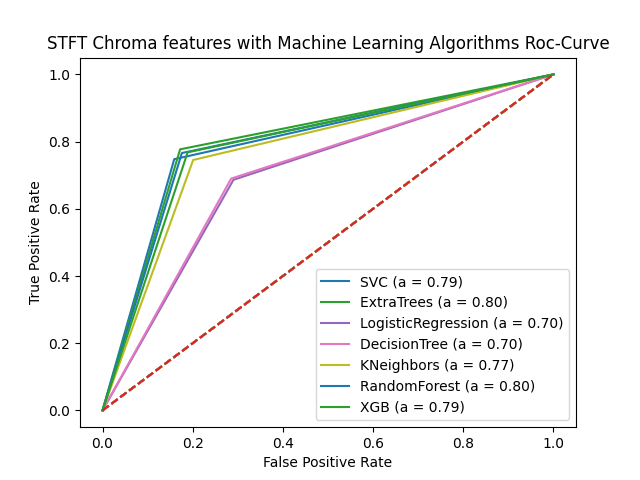 STFT Chroma features with Machine Learning Algorithms Roc-Curve
1.0
0.8
0.6
0.4
0.2
0.0
True Positive Rate
SVC (a = 0.79)
ExtraTrees (a = 0.80)
LogisticRegression (a = 0.70)
DecisionTree (a = 0.70)
KNeighbors (a = 0.77)
RandomForest (a = 0.80)
XGB (a = 0.79)
0.0 0.2 0.4 0.6 0.8 1.0
False Positive Rate